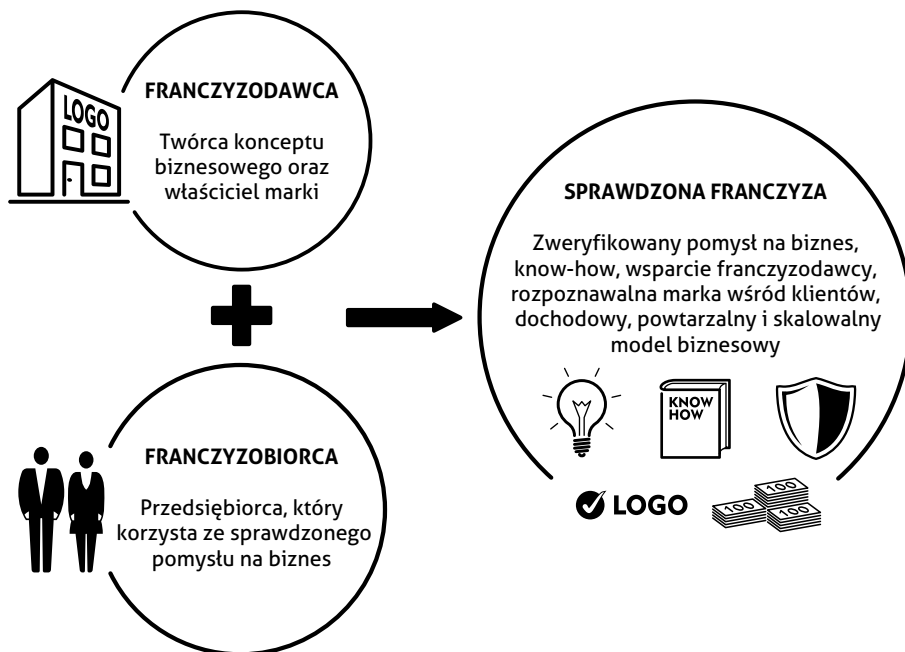 LOGO
FRANCZYZODAWCA
Twórca konceptu
biznesowego oraz
właściciel marki
FRANCZYZOBIORCA
Przedsiębiorca, który
korzysta ze sprawdzonego
pomysłu na biznes
SPRAWDZONA FRANCZYZA
Zweryfikowany pomysł na biznes,
know-how, wsparcie franczyzodawcy,
rozpoznawalna marka wśród klientów,
dochodowy, powtarzalny i skalowalny
model biznesowy
KNOW
HOW
LOGO
100
100
100